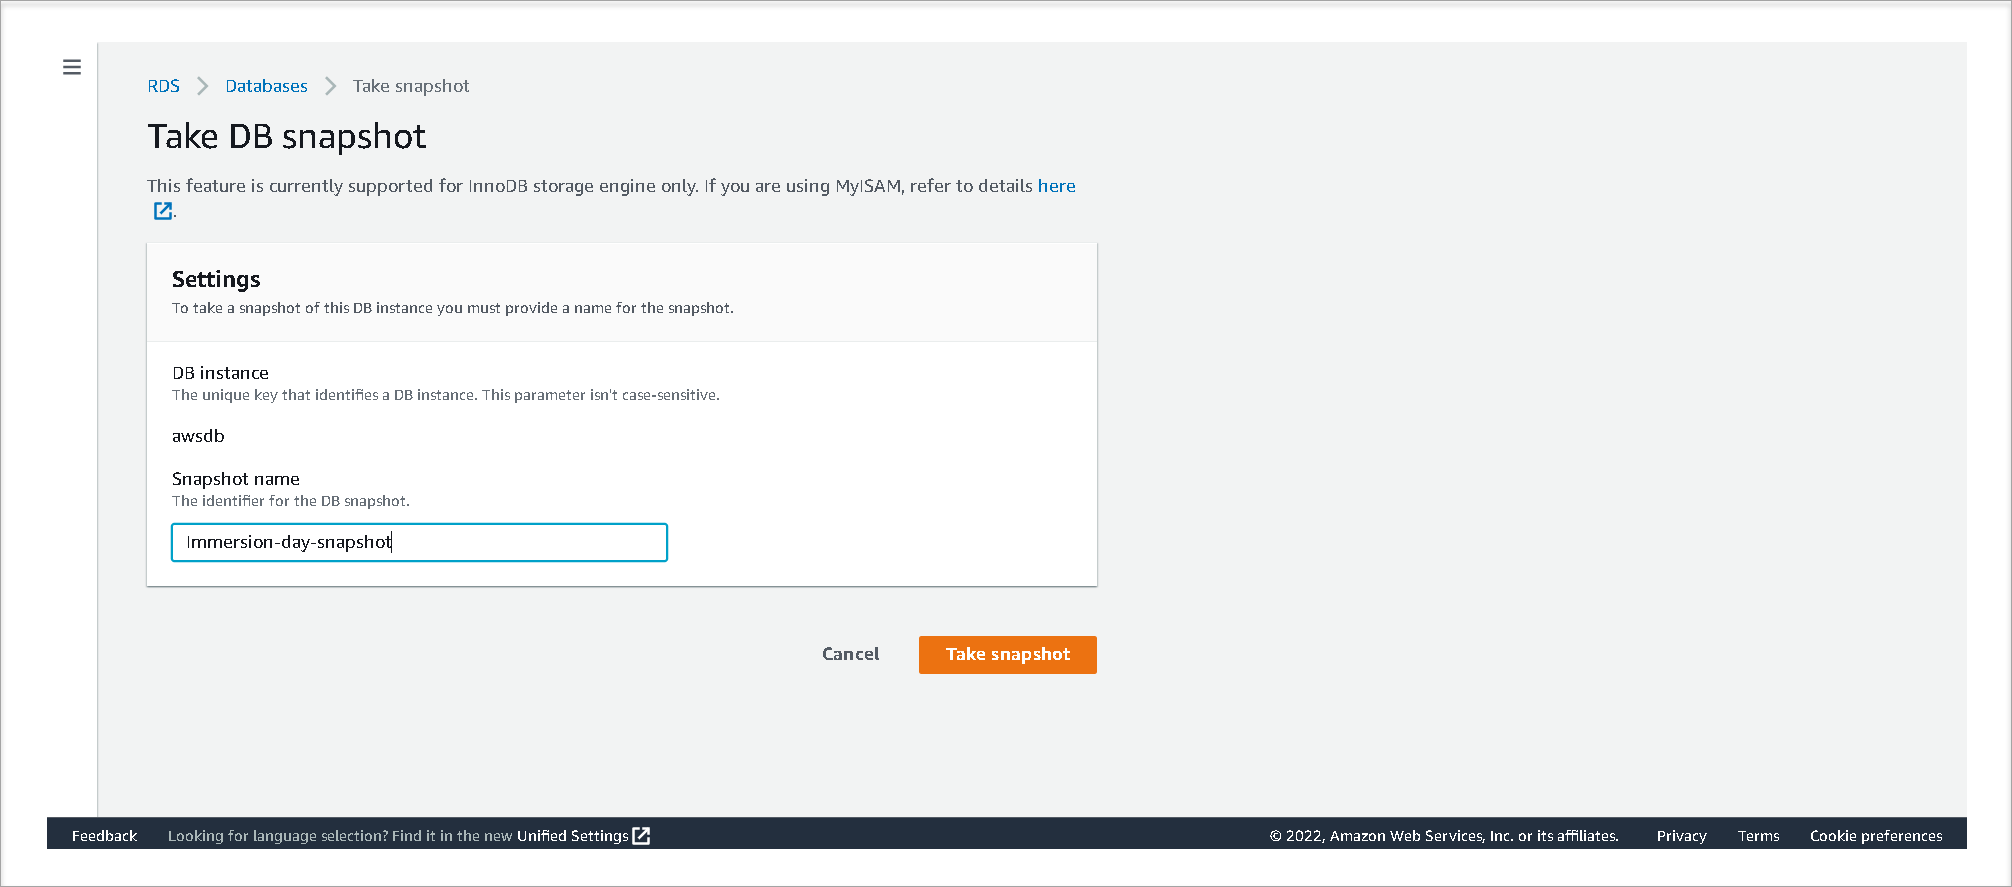 RDS > Databases > Take snapshot
Take DB snapshot
This feature is currently supported for InnoDB storage engine only. If you are using MyISAM, refer to details here
.
Settings
To take a snapshot of this DB instance you must provide a name for the snapshot.
DB instance
The unique key that identifies a DB instance. This parameter isn't case-sensitive.
awsdb
Snapshot name
The identifier for the DB snapshot.
Immersion-day-snapshot
Cancel Take snapshot
Feedback Looking for language selection? Find it in the new Unified Settings © 2022, Amazon Web Services, Inc. or its affiliates. Privacy Terms Cookie preferences